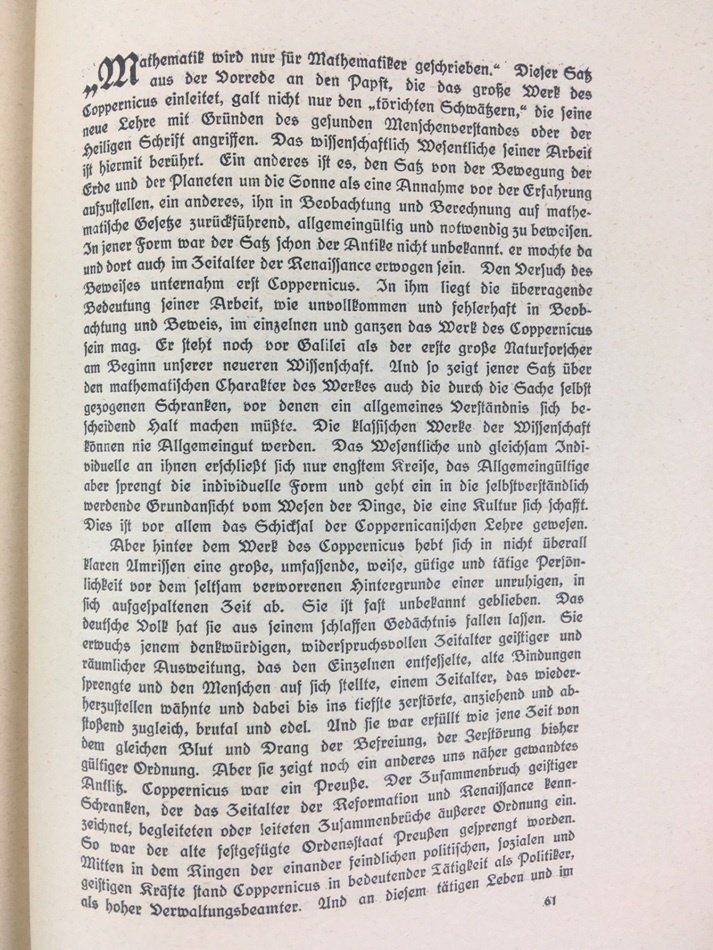 „Mathematik wird nur für Mathematiker geschrieben.“ Dieser Satz
aus der Vorrede an den Papst, die das große Werk des
Coppernicus einleitet, galt nicht nur den „törichten Schwätzern,“ die seine
neue Lehre mit Gründen des gesunden Menschenverstandes oder der
Heiligen Schrift angriffen. Das wissenschaftlich Wesentliche seiner Arbeit
ist hiermit berührt. Ein anderes ist es, den Satz von der Bewegung der
Erde und der Planeten um die Sonne als eine Annahme vor der Erfahrung
aufzustellen, ein anderes, ihn in Beobachtung und Berechnung auf mathe-
matische Gesetze zurückführend, allgemeingültig und notwendig zu beweisen.
In jener Form war der Satz schon der Antike nicht unbekannt, er mochte da
und dort auch im Zeitalter der Renaissance erwogen sein. Den Versuch des
Beweises unternahm erst Coppernicus. In ihm liegt die überragende
Bedeutung seiner Arbeit, wie unvollkommen und fehlerhaft in Beob-
achtung und Beweis, im einzelnen und ganzen das Werk des Coppernicus
sein mag. Er steht noch vor Galilei als der erste große Naturforscher
am Beginn unserer neueren Wissenschaft. Und so zeigt jener Satz über
den mathematischen Charakter des Werkes auch die durch die Sache selbst
gezogenen Schranken, vor denen ein allgemeines Verständnis sich be-
scheidend Halt machen müßte. Die klassischen Werke der Wissenschaft
können nie Allgemeingut werden. Das Wesentliche und gleichsam Indi-
viduelle an ihnen erschließt sich nur engstem Kreise, das Allgemeingültige
aber sprengt die individuelle Form und geht ein in die selbstverständlich
werdende Grundansicht vom Wesen der Dinge, die eine Kultur sich schafft.
Dies ist vor allem das Schicksal der Coppernicanischen Lehre gewesen.
Aber hinter dem Werk des Coppernicus hebt sich in nicht überall
klaren Umrissen eine große, umfassende, weise, gütige und tätige Persön-
lichkeit vor dem seltsam verworrenen Hintergrunde einer unruhigen, in
sich aufgespaltenen Zeit ab. Sie ist fast unbekannt geblieben. Das
deutsche Volk hat sie aus seinem schlaffen Gedächtnis fallen lassen. Sie
erwuchs jenem denkwürdigen, widerspruchsvollen Zeitalter geistiger und
räumlicher Ausweitung, das den Einzelnen entfesselte, alte Bindungen
sprengte und den Menschen auf sich stellte, einem Zeitalter, das wieder-
herzustellen wähnte und dabei bis ins tiefste zerstörte, anziehend und ab-
stoßend zugleich, brutal und edel. Und sie war erfüllt wie jene Zeit von
dem gleichen Blut und Drang der Befreiung, der Zerstörung bisher
gültiger Ordnung. Aber sie zeigt noch ein anderes uns näher gewandtes
Antlitz. Coppernicus war ein Preuße. Der Zusammenbruch geistiger
Schranken, der das Zeitalter der Reformation und Renaissance kenn-
zeichnet, begleiteten oder leiteten Zusammenbrüche äußerer Ordnung ein.
So war der alte festgefügte Ordensstaat Preußen gesprengt worden.
Mitten in dem Ringen der einander feindlichen politischen, sozialen und
geistigen Kräfte stand Coppernicus in bedeutender Tätigkeit als Politiker,
als hoher Verwaltungsbeamter. Und an diesem tätigen Leben und im
61